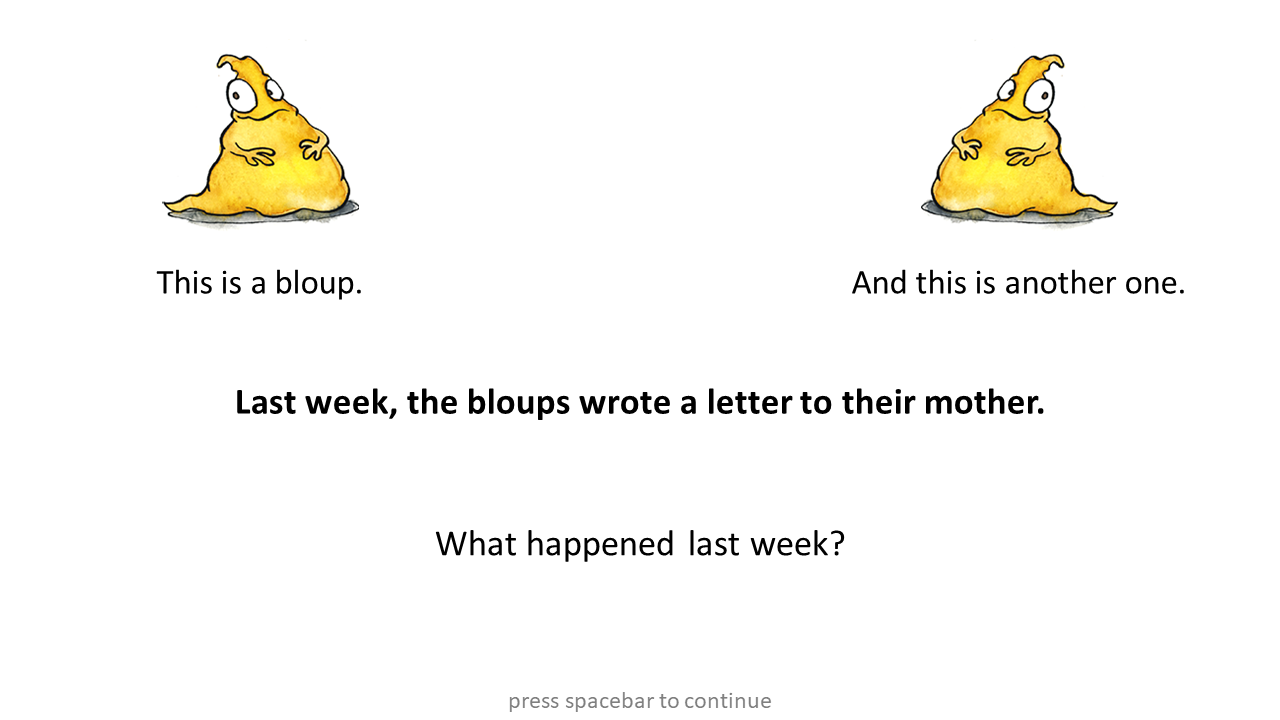 This is a bloup.
And this is another one.
Last week, the bloups wrote a letter to their mother.
What happened last week?
press spacebar to continue